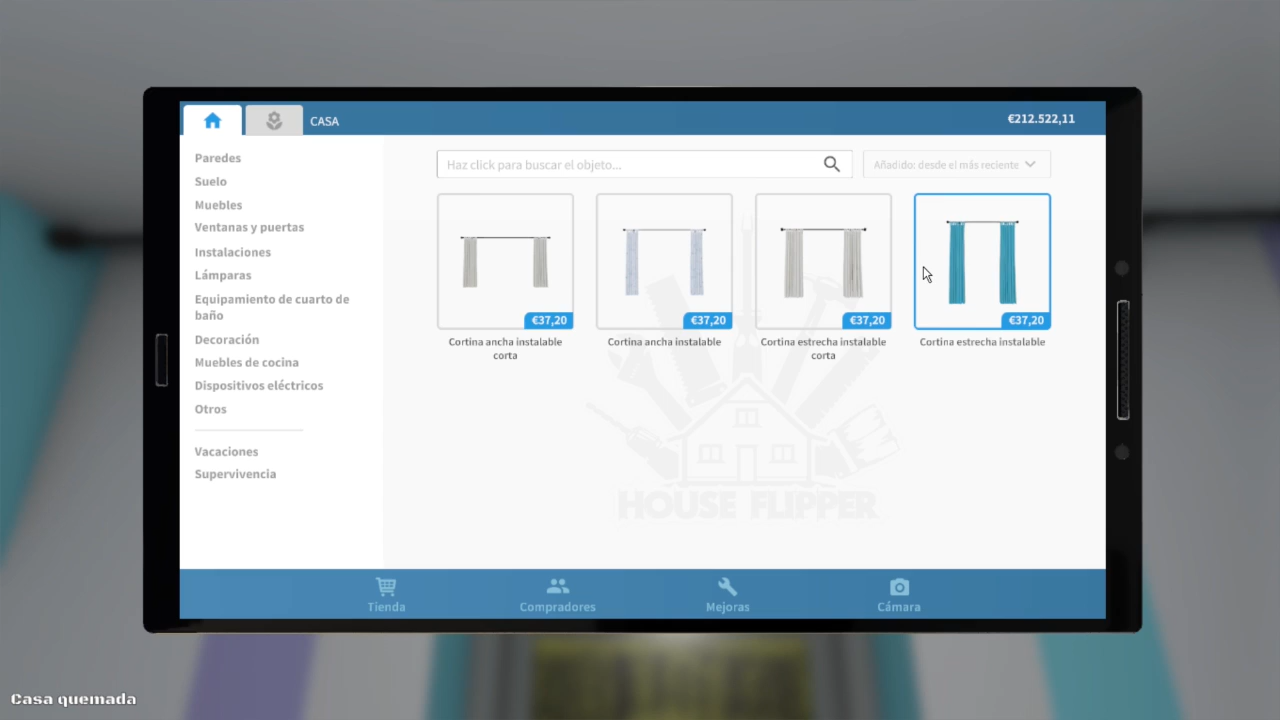 CASA
€212.522,11
Paredes
Suelo
Muebles
Ventanas y puertas
Instalaciones
Lámparas
Equipamiento de cuarto de
baño
Decoración
Muebles de cocina
Dispositivos eléctricos
Otros
Vacaciones
Supervivencia
Haz click para buscar el objeto...
Añadido: desde el más reciente
€37,20
€37,20
€37,20
€37,20
Cortina ancha instalable
corta
Cortina ancha instalable
Cortina estrecha instalable
corta
Cortina estrecha instalable
HOUSE FLIPPER
Tienda
Compradores
Mejoras
Cámara
Casa quemada